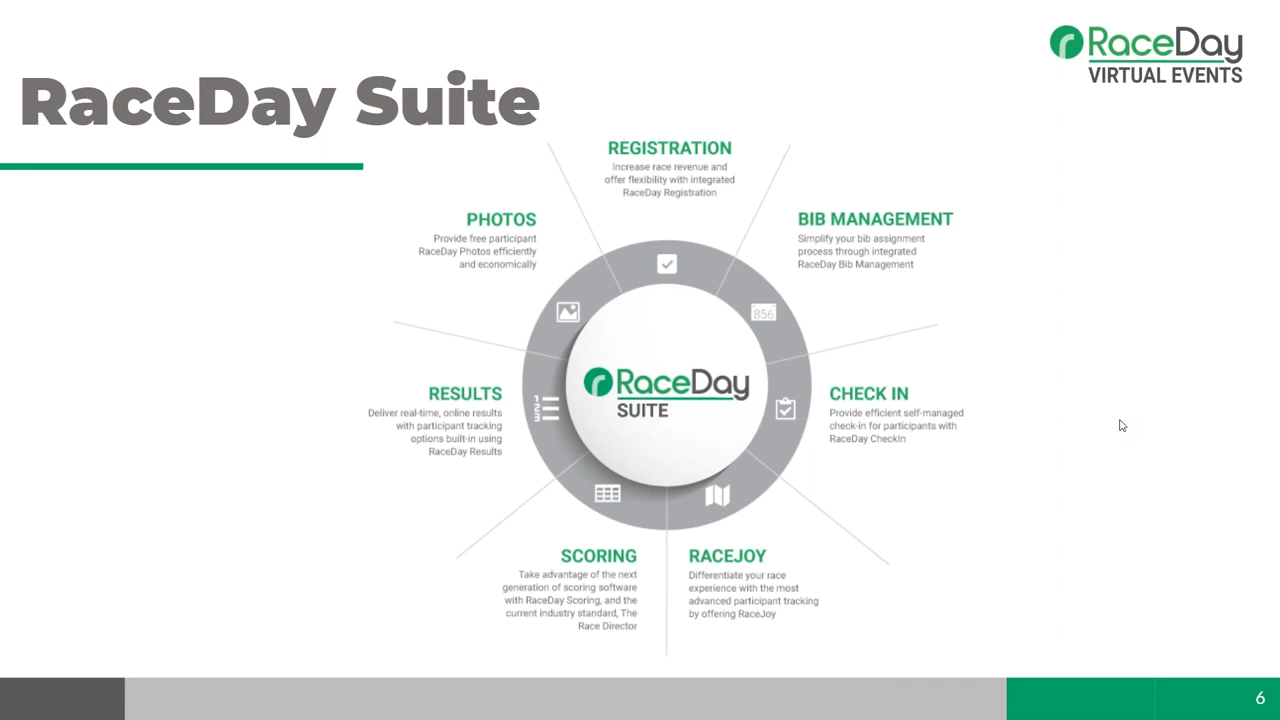 RaceDay
VIRTUAL EVENTS
RaceDay Suite
REGISTRATION
Increase race revenue and
offer flexibility with integrated
RaceDay Registration
PHOTOS
Provide free participant
RaceDay Photos efficiently
and economically
BIB MANAGEMENT
Simplify your bib assignment
process through integrated
RaceDay Bib Management
856
RaceDay
SUITE
RESULTS
Deliver real-time, online results
with participant tracking
options built-in using
RaceDay Results
1
2
3
CHECK IN
Provide efficient self-managed
check-in for participants with
RaceDay CheckIn
SCORING
Take advantage of the next
generation of scoring software
with RaceDay Scoring, and the
current industry standard, The
Race Director
RACEJOY
Differentiate your race
experience with the most
advanced participant tracking
by offering RaceJoy
6